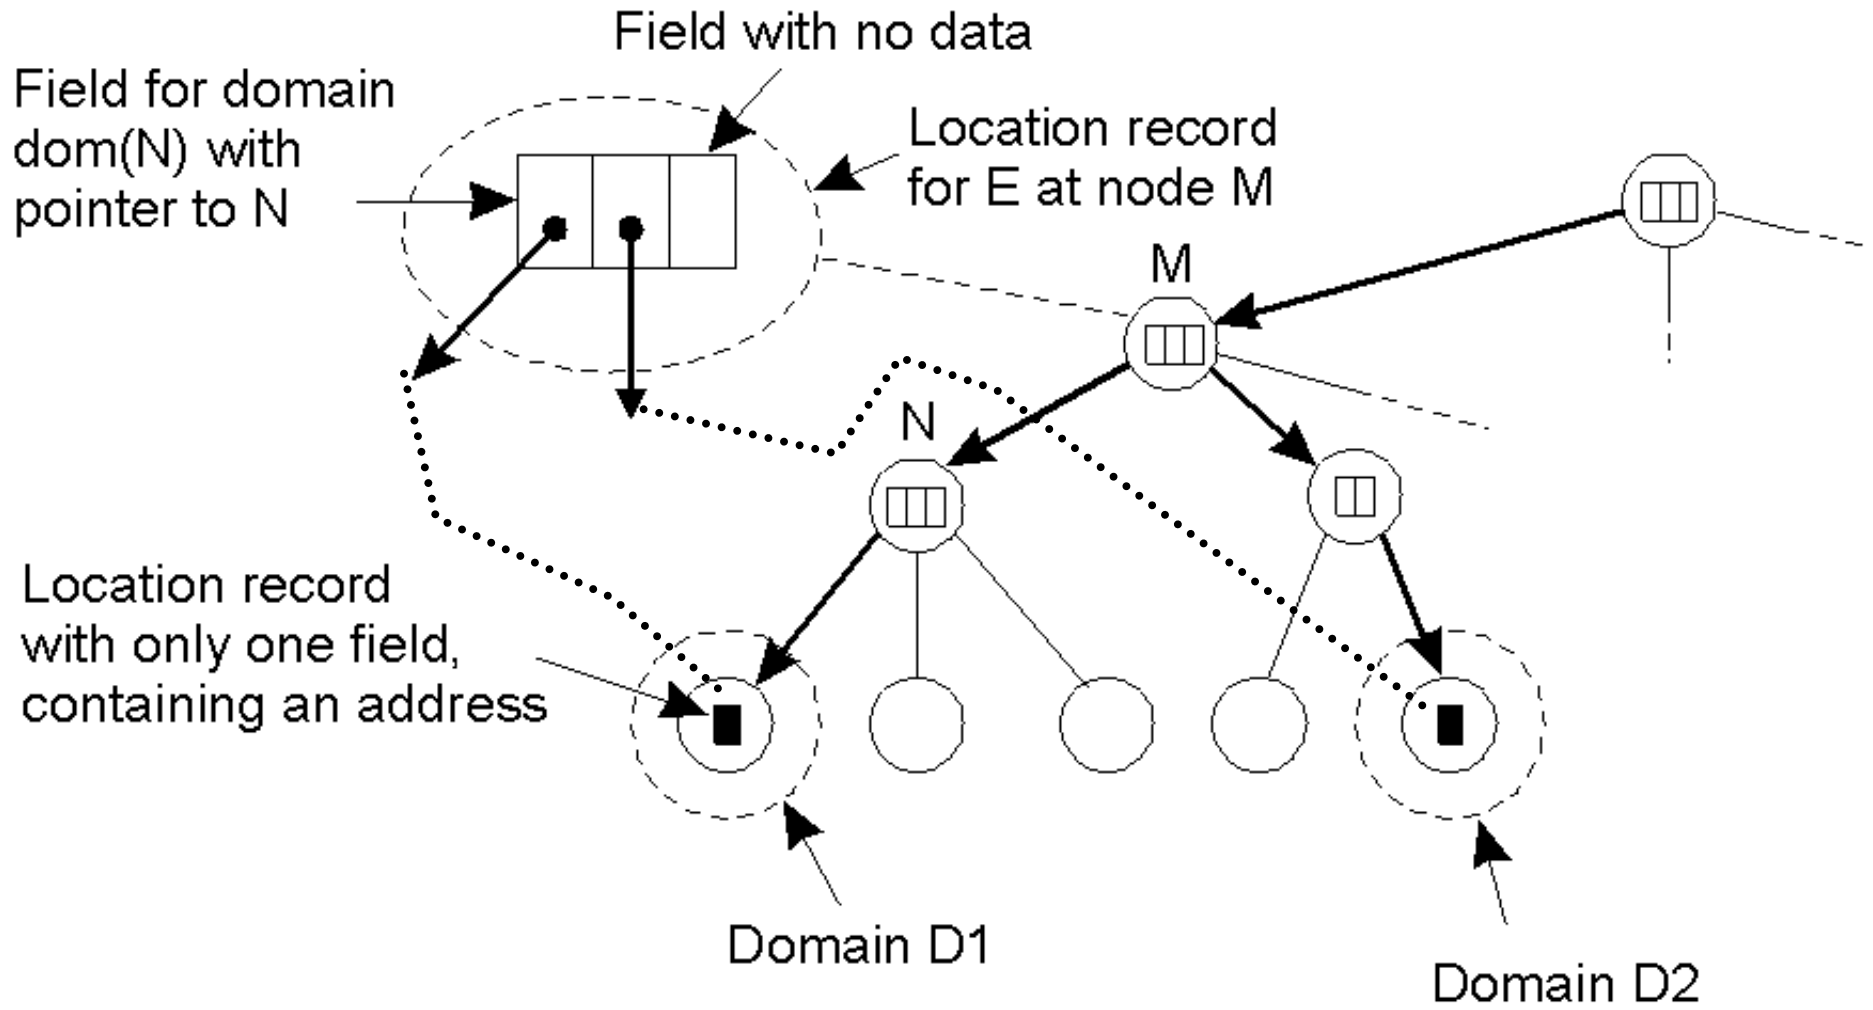 Field with no data
Field for domain
dom(N) with
pointer to N
Location record
for E at node M
M
N
Location record
with only one field,
containing an address
Domain D1
Domain D2